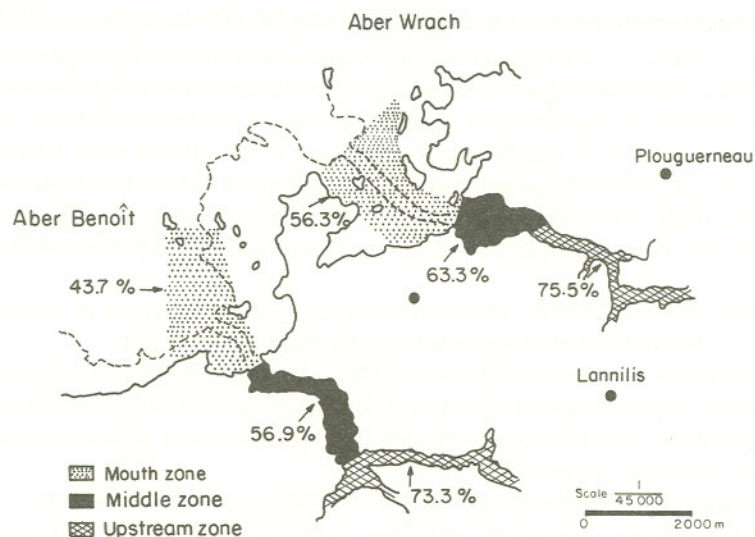 Aber Wrach
Plouguerneau
Aber Benoît
56.3%
43.7 %
63.3%
75.5%
Lannilis
56.9%
73.3 %
Mouth zone
Middle zone
Upstream zone
Scale 1
45 000
0 2000 m